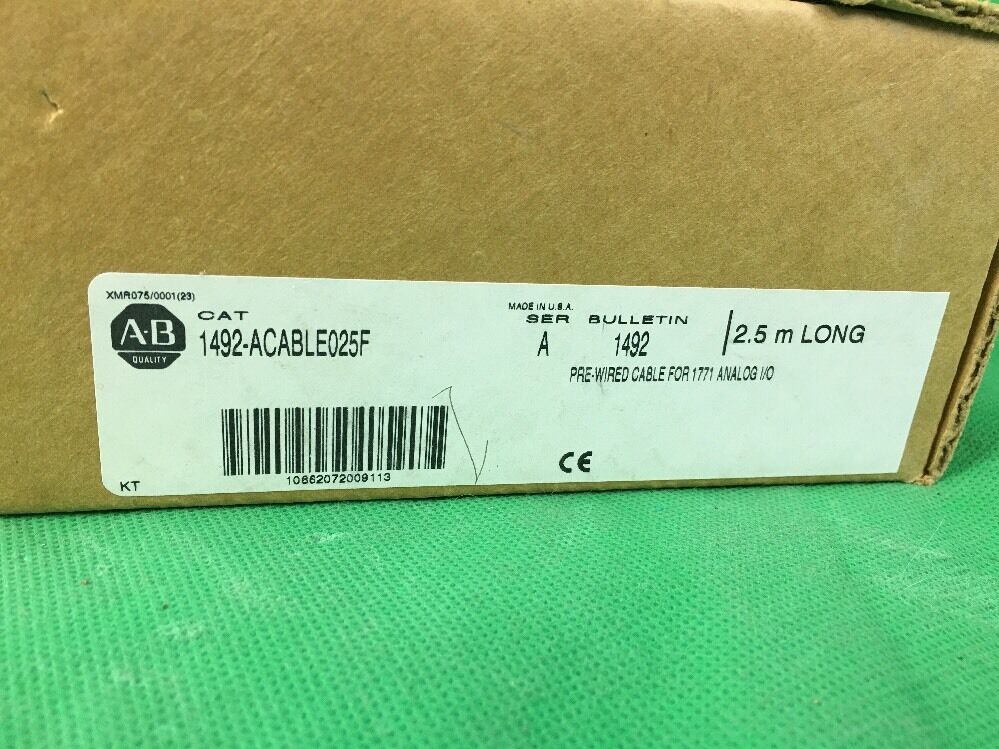 XMR075/0001(23)
A-B
QUALITY
CAT
1492-ACABLE025F
MADE IN U.S.A.
SER BULLETIN
A 1492
2.5 m LONG
PRE-WIRED CABLE FOR 1771 ANALOG I/O
10662072009113
CE
KT